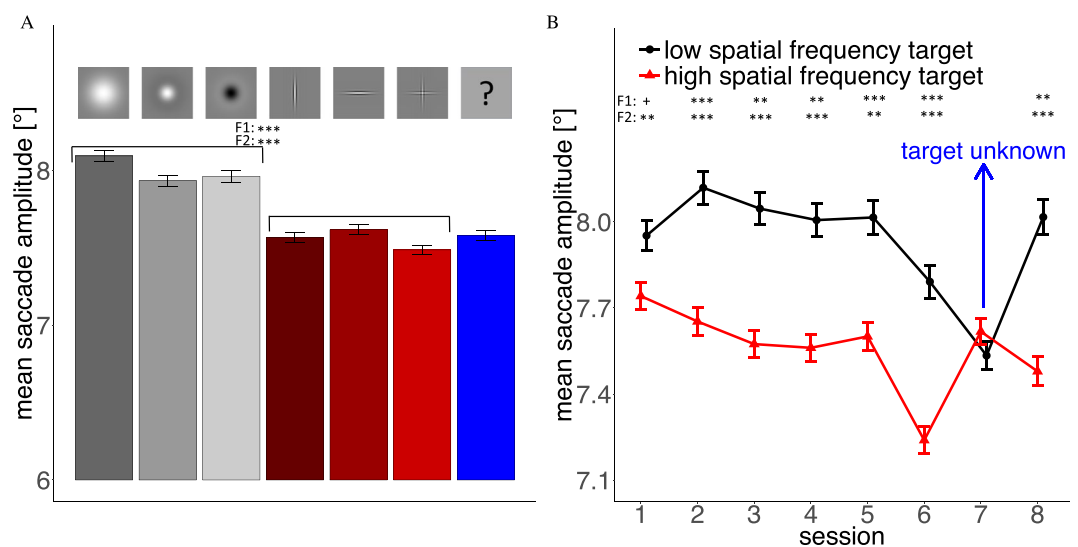 A
mean saccade amplitude [°]
?
F1: ***
F2: ***
8
7
6
B
mean saccade amplitude [°]
low spatial frequency target
high spatial frequency target
F1: + *** ** ** *** *** **
F2: ** *** *** *** ** *** ***
target unknown
8.0
7.7
7.4
7.1
1 2 3 4 5 6 7 8
session